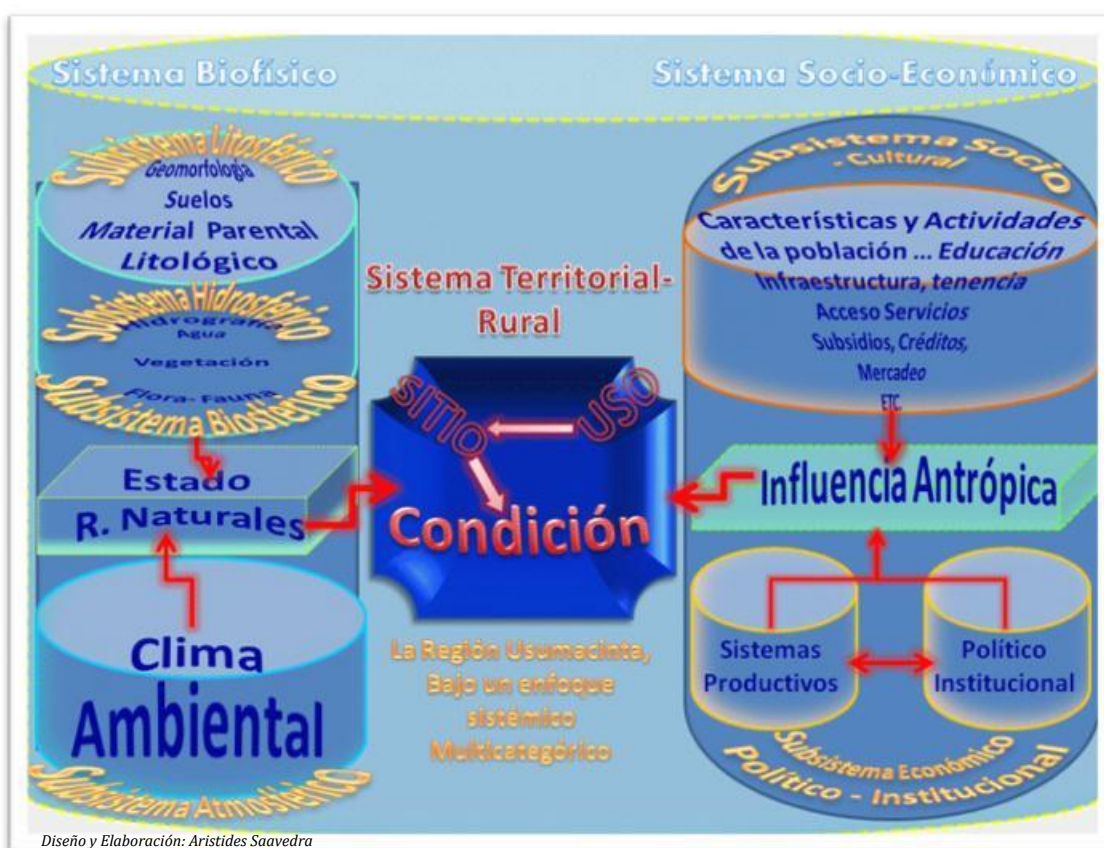 Sistema Biofísico
Sistema Socio-Económico
Subsistema Litosférico
Geomorfologia
Suelos
Material Parental
Litológico
Subsistema Hidrosférico
Hidrografía
Agua
Vegetación
Flora-Fauna
Subsistema Biosférico
Estado
R. Naturales
Clima
Ambiental
Subsistema Atmosférico
Sistema Territorial-
Rural
SITIO
USO
Condición
La Región Usumacinta,
Bajo un enfoque
sistémico
Multicategórico
Subsistema Socio
- Cultural
Características y Actividades
de la población ... Educación
Infraestructura, tenencia
Acceso Servicios
Subsidios, Créditos,
Mercadeo
ETC
Influencia Antrópica
Sistemas
Productivos
Político
Institucional
Subsistema Económico
Político - Institucional
Diseño y Elaboración: Aristides Saavedra